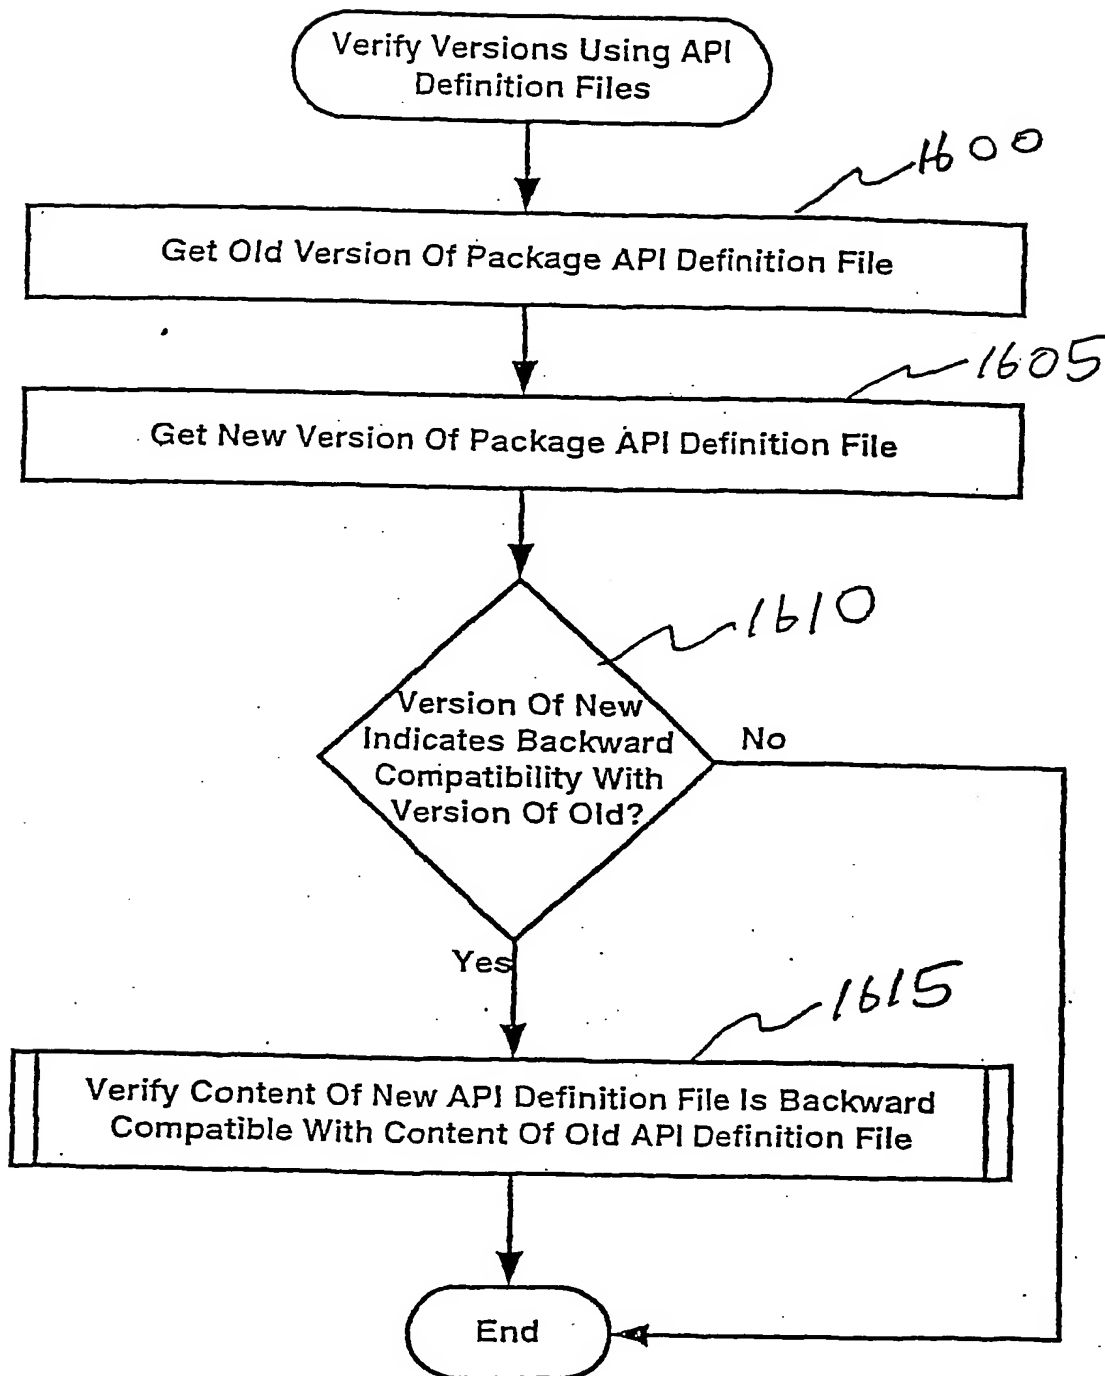 Verify Versions Using API
Definition Files
1600
Get Old Version Of Package API Definition File
1605
Get New Version Of Package API Definition File
1610
Version Of New
Indicates Backward
Compatibility With
Version Of Old?
No
Yes
1615
Verify Content Of New API Definition File Is Backward
Compatible With Content Of Old API Definition File
End